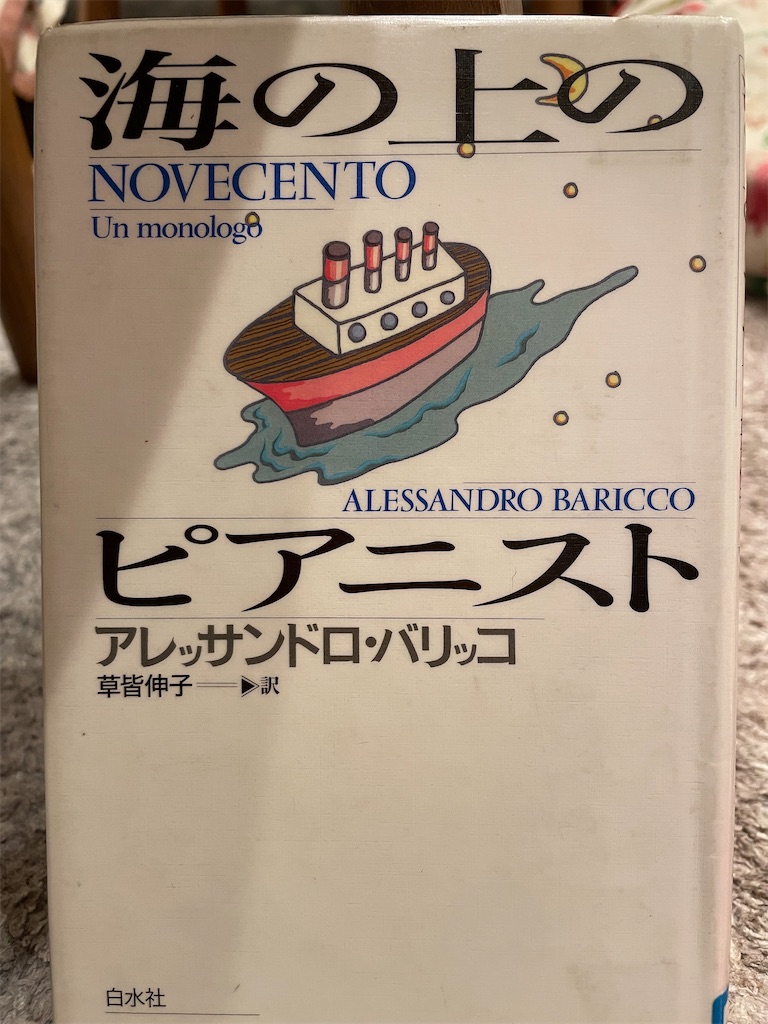 海の上の
NOVECENTO
Un monologo
ALESSANDRO BARICCO
ピアニスト
アレッサンドロ・バリッコ
草皆伸子──▶訳
白水社